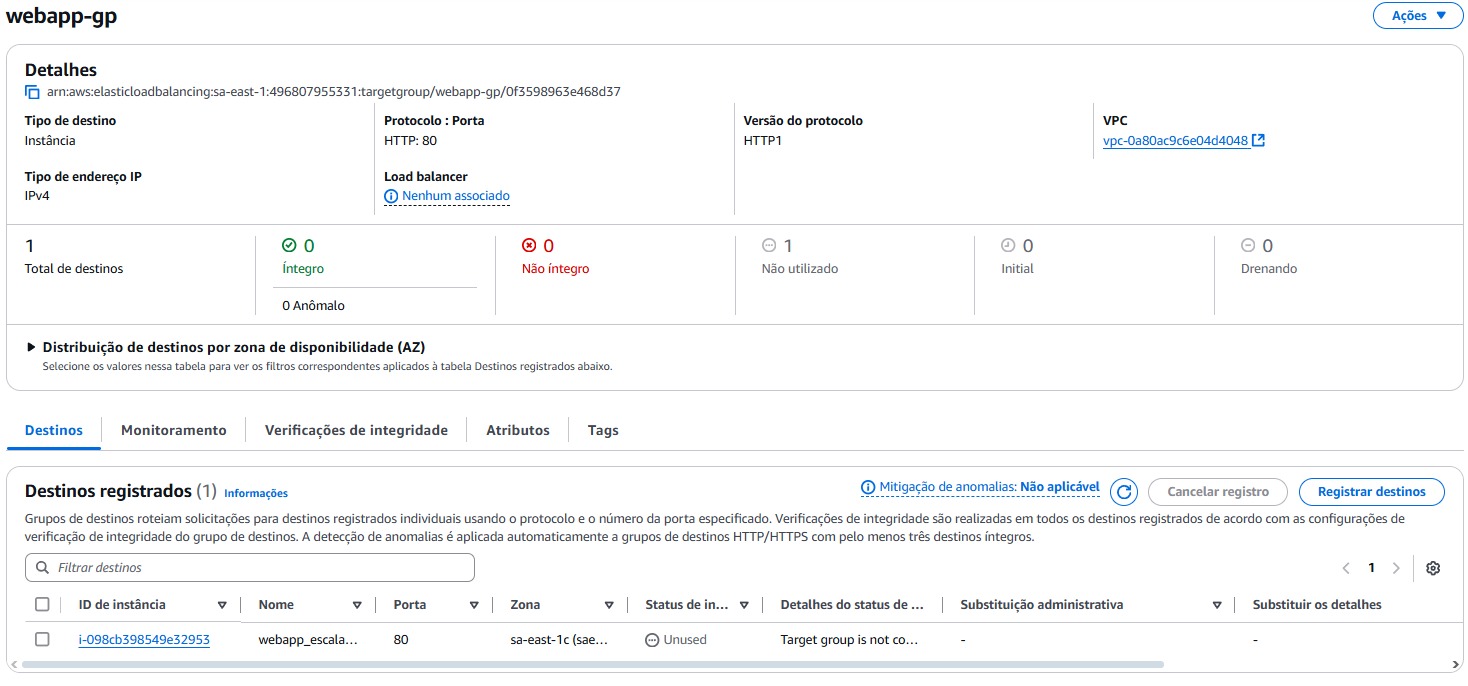 webapp-gp
Ações
Detalhes
arn:aws:elasticloadbalancing:sa-east-1:496807955331:targetgroup/webapp-gp/0f3598963e468d37
Tipo de destino
Instância
Protocolo : Porta
HTTP: 80
Versão do protocolo
HTTP1
VPC
vpc-0a80ac9c6e04d4048
Tipo de endereço IP
IPv4
Load balancer
Nenhum associado
1
Total de destinos
0
Íntegro
0 Anômalo
0
Não íntegro
1
Não utilizado
0
Initial
0
Drenando
Distribuição de destinos por zona de disponibilidade (AZ)
Selecione os valores nessa tabela para ver os filtros correspondentes aplicados à tabela Destinos registrados abaixo.
Destinos Monitoramento Verificações de integridade Atributos Tags
Destinos registrados (1) Informações
Mitigação de anomalias: Não aplicável
Cancelar registro
Registrar destinos
Grupos de destinos roteiam solicitações para destinos registrados individuais usando o protocolo e o número da porta especificado. Verificações de integridade são realizadas em todos os destinos registrados de acordo com as configurações de
verificação de integridade do grupo de destinos. A detecção de anomalias é aplicada automaticamente a grupos de destinos HTTP/HTTPS com pelo menos três destinos íntegros.
Filtrar destinos
1
ID de instância Nome Porta Zona Status de in... Detalhes do status de ... Substituição administrativa Substituir os detalhes
i-098cb398549e32953 webapp_escala... 80 sa-east-1c (sae... Unused Target group is not co... - -